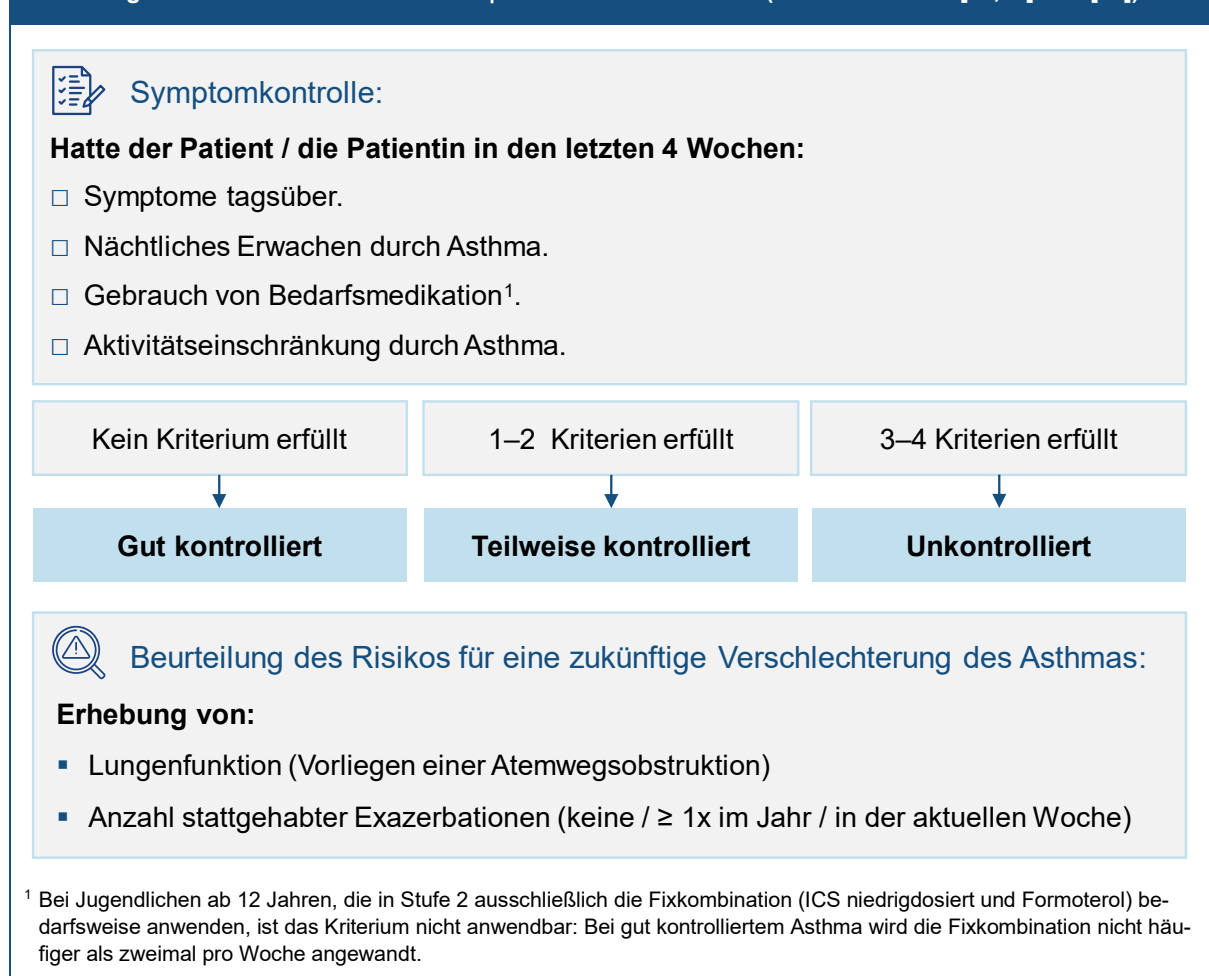 Symptomkontrolle:
Hatte der Patient / die Patientin in den letzten 4 Wochen:
□ Symptome tagsüber.
□ Nächtliches Erwachen durch Asthma.
□ Gebrauch von Bedarfsmedikation¹.
□ Aktivitätseinschränkung durch Asthma.
Kein Kriterium erfüllt
1–2 Kriterien erfüllt
3–4 Kriterien erfüllt
Gut kontrolliert
Teilweise kontrolliert
Unkontrolliert
Beurteilung des Risikos für eine zukünftige Verschlechterung des Asthmas:
Erhebung von:
▪ Lungenfunktion (Vorliegen einer Atemwegsobstruktion)
▪ Anzahl stattgehabter Exazerbationen (keine / ≥ 1x im Jahr / in der aktuellen Woche)
¹ Bei Jugendlichen ab 12 Jahren, die in Stufe 2 ausschließlich die Fixkombination (ICS niedrigdosiert und Formoterol) be-
darfsweise anwenden, ist das Kriterium nicht anwendbar: Bei gut kontrolliertem Asthma wird die Fixkombination nicht häu-
figer als zweimal pro Woche angewandt.